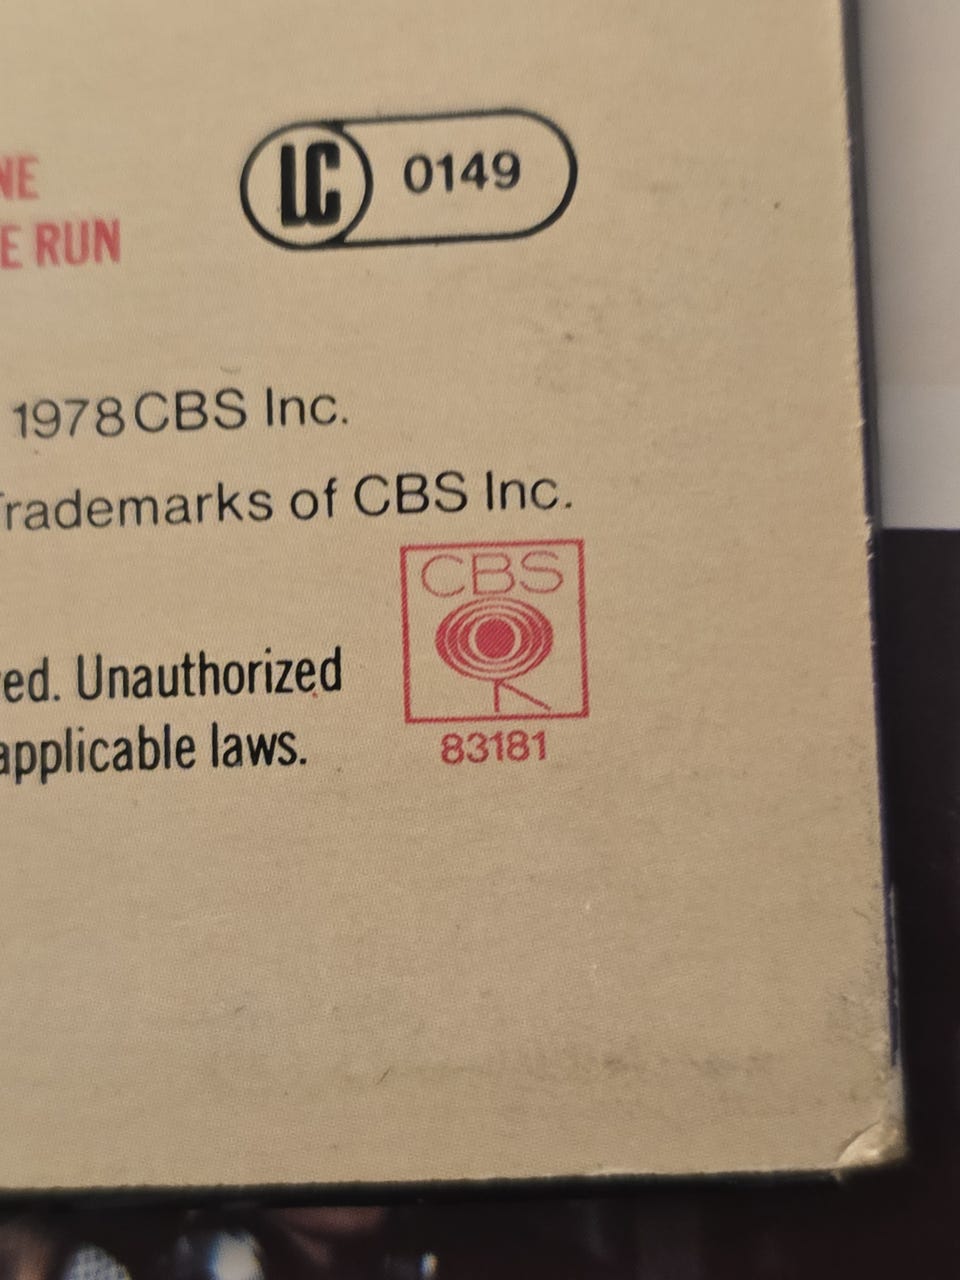 NE
E RUN
LC 0149
1978 CBS Inc.
Trademarks of CBS Inc.
CBS
ed. Unauthorized
applicable laws.
83181